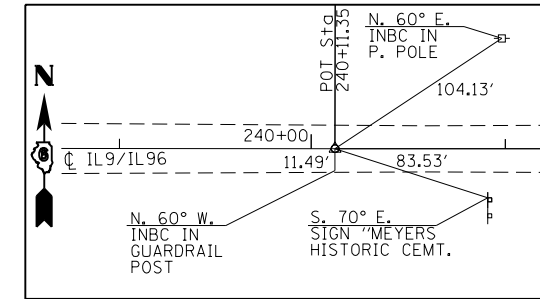 POT Sta
240+11.35
N. 60° E.
INBC IN
P. POLE
N
104.13'
240+00
6
℄ IL9/IL96
11.49'
83.53'
N. 60° W.
INBC IN
GUARDRAIL
POST
S. 70° E.
SIGN "MEYERS
HISTORIC CEMT.